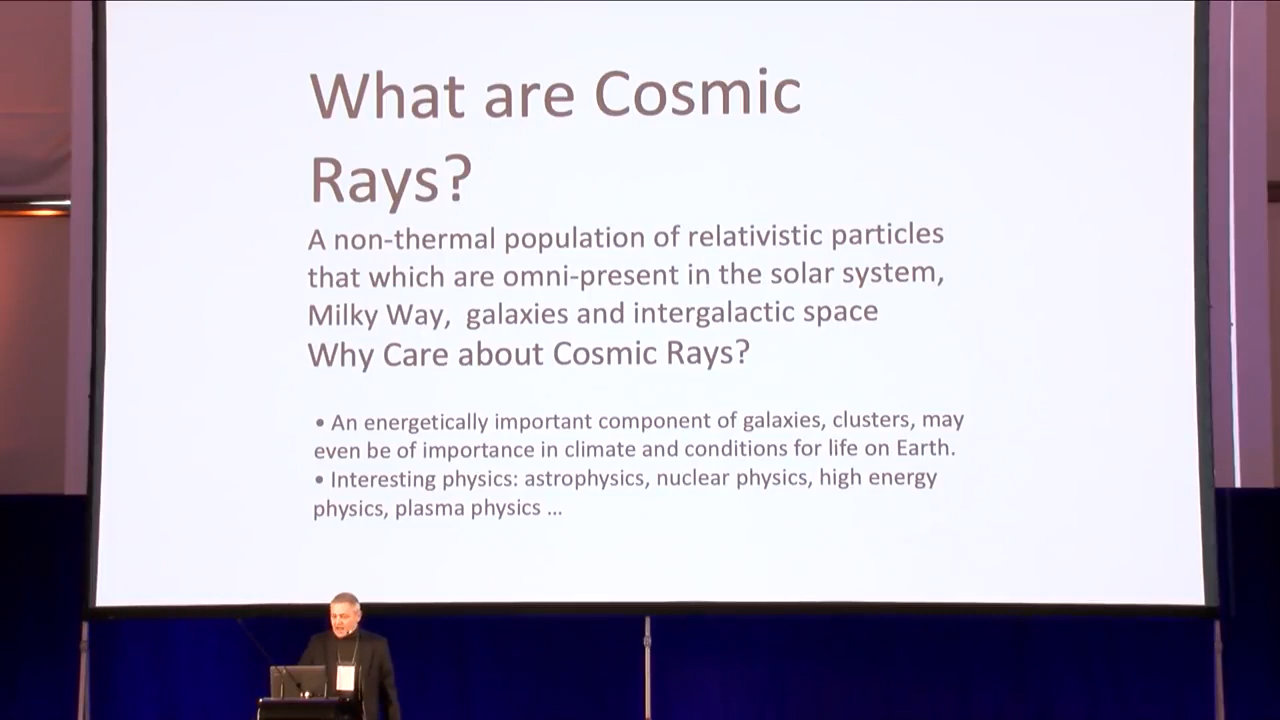 What are Cosmic
Rays?
A non-thermal population of relativistic particles
that which are omni-present in the solar system,
Milky Way,  galaxies and intergalactic space
Why Care about Cosmic Rays?
• An energetically important component of galaxies, clusters, may
even be of importance in climate and conditions for life on Earth.
• Interesting physics: astrophysics, nuclear physics, high energy
physics, plasma physics ...